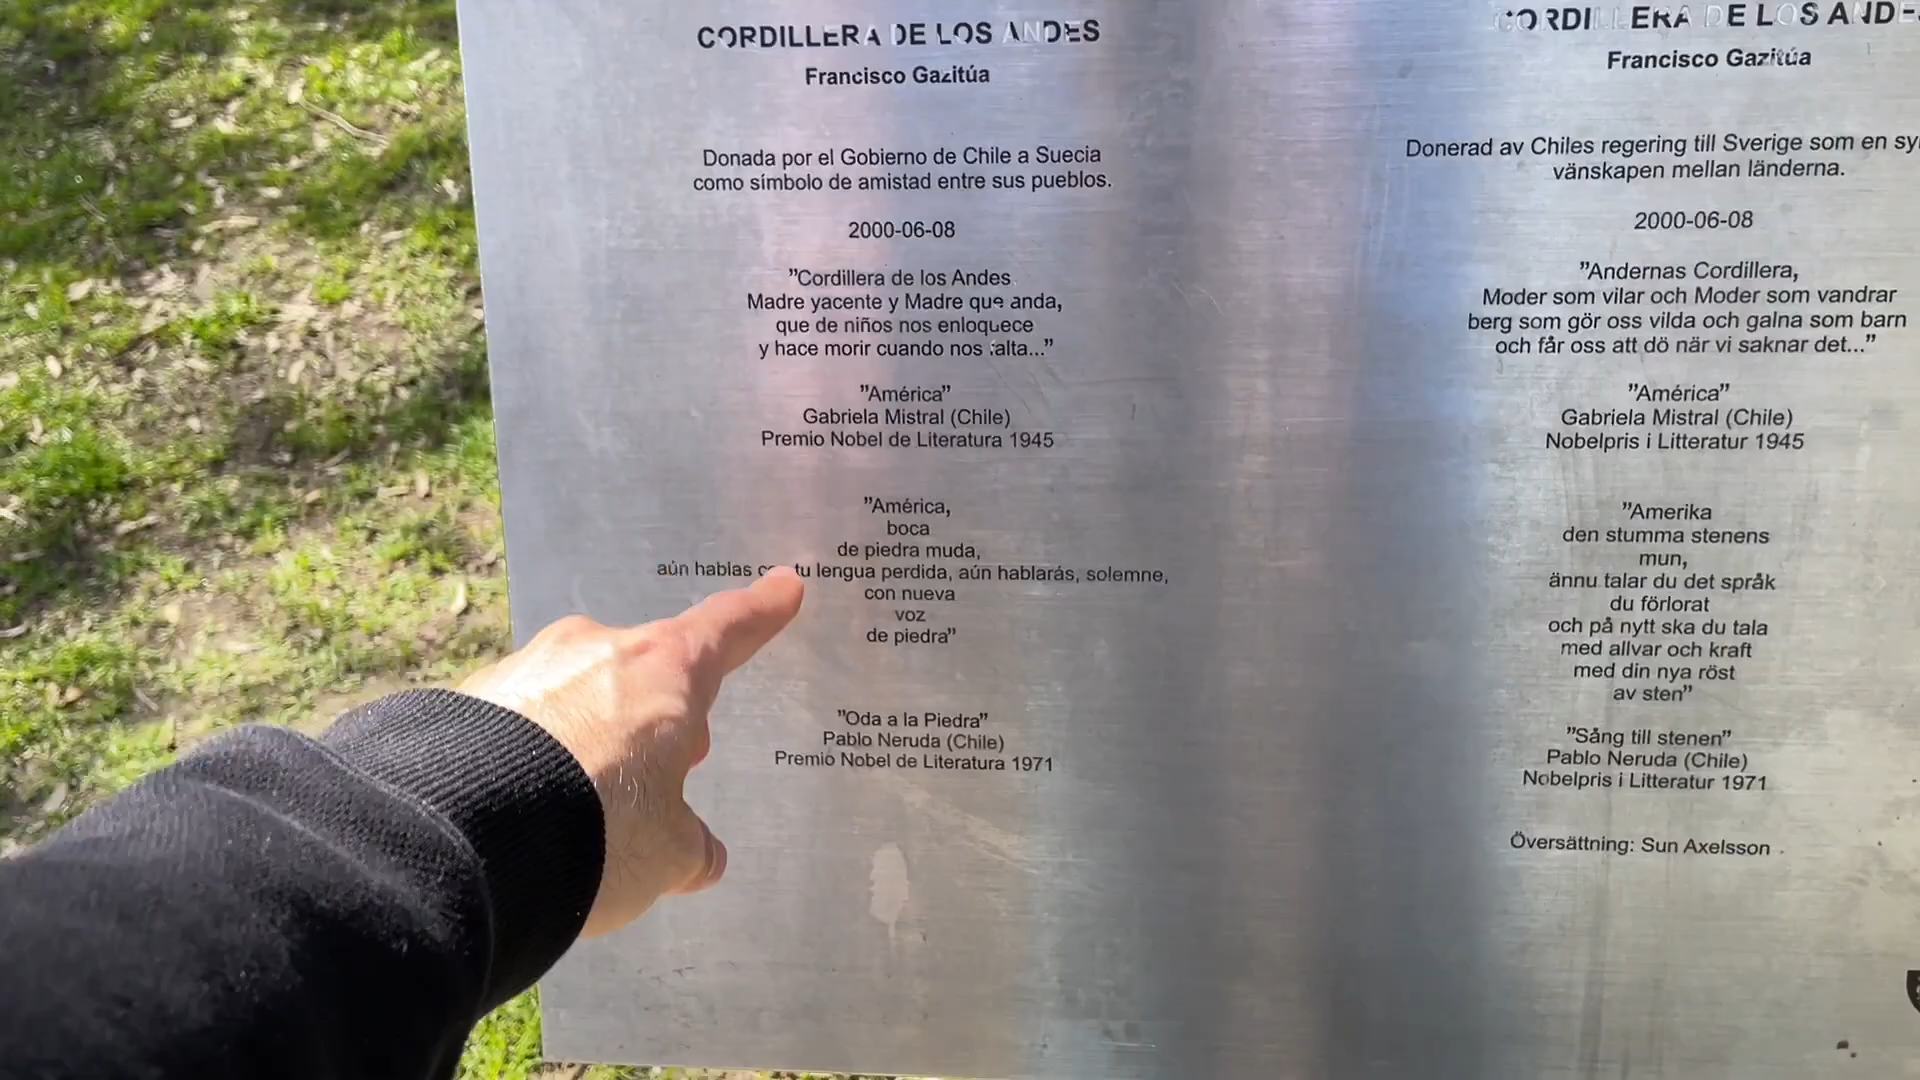 CORDILLERA DE LOS ANDES
Francisco Gazitúa
Donada por el Gobierno de Chile a Suecia
como símbolo de amistad entre sus pueblos.
2000-06-08
”Cordillera de los Andes
Madre yacente y Madre que anda,
que de niños nos enloquece
y hace morir cuando nos falta...”
”América”
Gabriela Mistral (Chile)
Premio Nobel de Literatura 1945
”América,
boca
de piedra muda,
aún hablas tu lengua perdida, aún hablarás, solemne,
con nueva
voz
de piedra”
”Oda a la Piedra”
Pablo Neruda (Chile)
Premio Nobel de Literatura 1971
CORDILLERA DE LOS
Francisco Gazitúa
Donerad av Chiles regering till Sverige som en
vänskapen mellan länderna.
2000-06-08
”Andernas Cordillera,
Moder som vilar och Moder som vandrar
berg som gör oss vilda och galna som barn
och får oss att dö när vi saknar det...”
”América”
Gabriela Mistral (Chile)
Nobelpris i Litteratur 1945
”Amerika
den stumma stenens
mun,
ännu talar du det språk
du förlorat
och på nytt ska du tala
med allvar och kraft
med din nya röst
av sten”
”Sång till stenen”
Pablo Neruda (Chile)
Nobelpris i Litteratur 1971
Översättning: Sun Axelsson